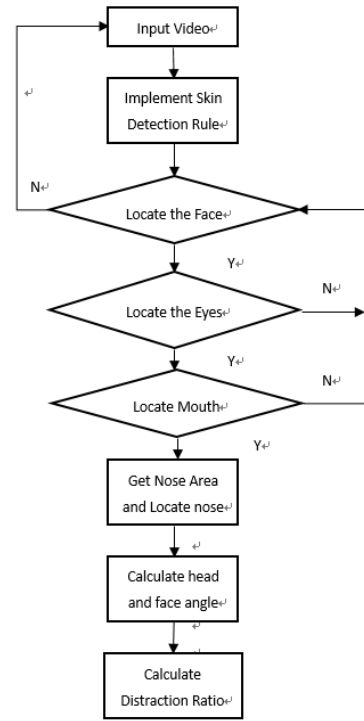 Input Video
Implement Skin
Detection Rule
N
Locate the Face
Y
Locate the Eyes
N
Y
Locate Mouth
N
Y
Get Nose Area
and Locate nose
Calculate head
and face angle
Calculate
Distraction Ratio